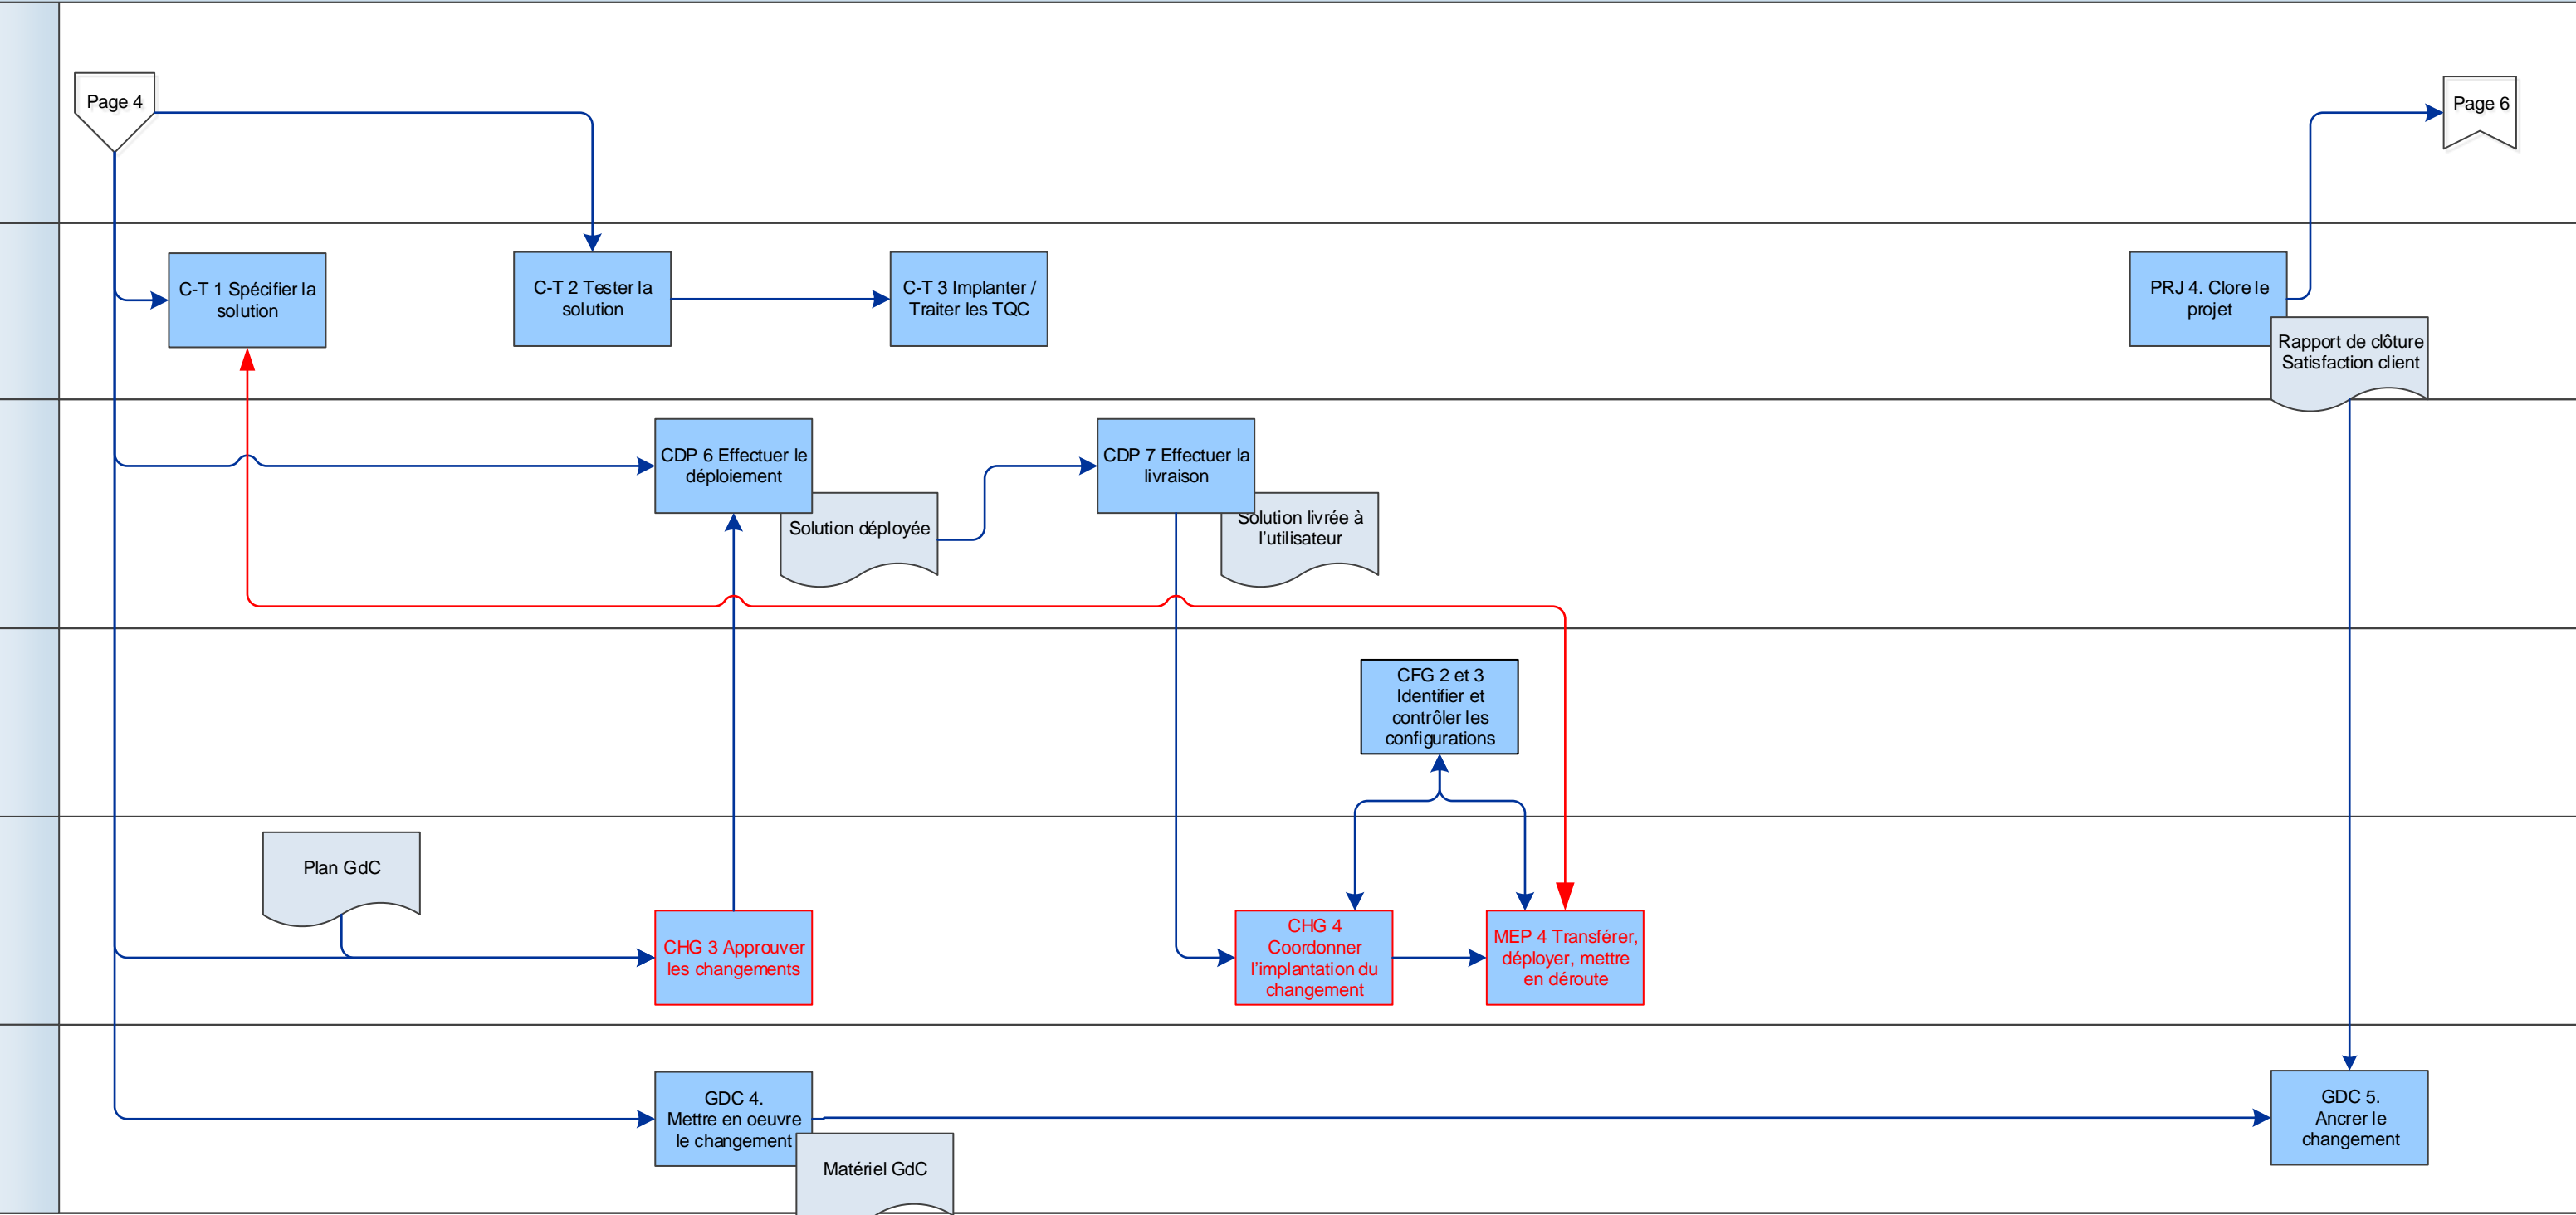 Page 4
Page 6
C-T 1 Spécifier la
solution
C-T 2 Tester la
solution
C-T 3 Implanter /
Traiter les TQC
PRJ 4. Clore le
projet
Rapport de clôture
Satisfaction client
CDP 6 Effectuer le
déploiement
Solution déployée
CDP 7 Effectuer la
livraison
Solution livrée à
l’utilisateur
CFG 2 et 3
Identifier et
contrôler les
configurations
Plan GdC
CHG 3 Approuver
les changements
CHG 4
Coordonner
l’implantation du
changement
MEP 4 Transférer,
déployer, mettre
en déroute
GDC 4.
Mettre en oeuvre
le changement
Matériel GdC
GDC 5.
Ancrer le
changement